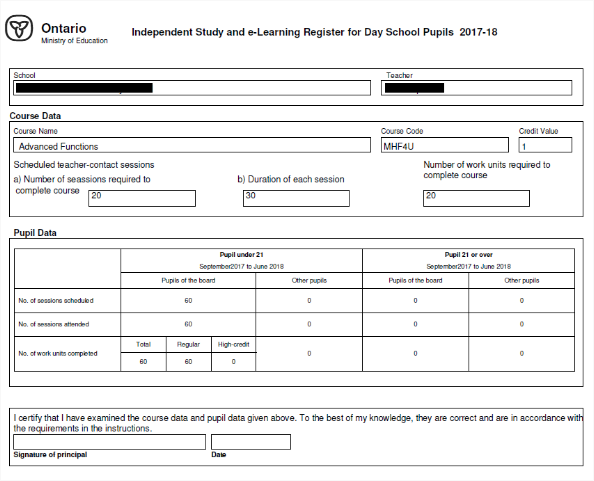 Ontario
Ministry of Education
Independent Study and e-Learning Register for Day School Pupils 2017-18
School
Teacher
Course Data
Course Name
Course Code
Credit Value
Advanced Functions
MHF4U
1
Scheduled teacher-contact sessions
Number of work units required to
complete course
a) Number of seassions required to
complete course
b) Duration of each session
20
30
20
Pupil Data
Pupil under 21
Pupil 21 or over
September2017 to June 2018
September2017 to June 2018
Pupils of the board
Other pupils
Pupils of the board
Other pupils
No. of sessions scheduled
60
0
0
0
No. of sessions attended
60
0
0
0
No. of work units completed
Total
Regular
High-credit
60
60
0
0
0
0
I certify that I have examined the course data and pupil data given above. To the best of my knowledge, they are correct and are in accordance with
the requirements in the instructions.
Signature of principal
Date